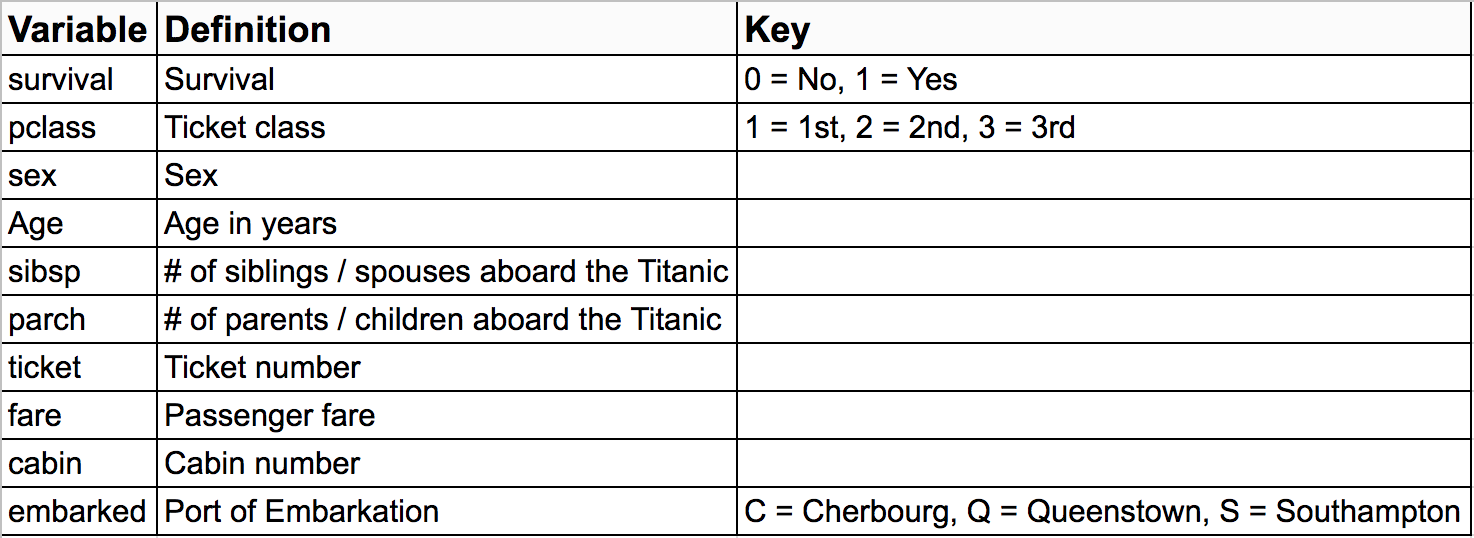 Variable Definition Key
survival Survival 0 = No, 1 = Yes
pclass Ticket class 1 = 1st, 2 = 2nd, 3 = 3rd
sex Sex
Age Age in years
sibsp # of siblings / spouses aboard the Titanic
parch # of parents / children aboard the Titanic
ticket Ticket number
fare Passenger fare
cabin Cabin number
embarked Port of Embarkation C = Cherbourg, Q = Queenstown, S = Southampton